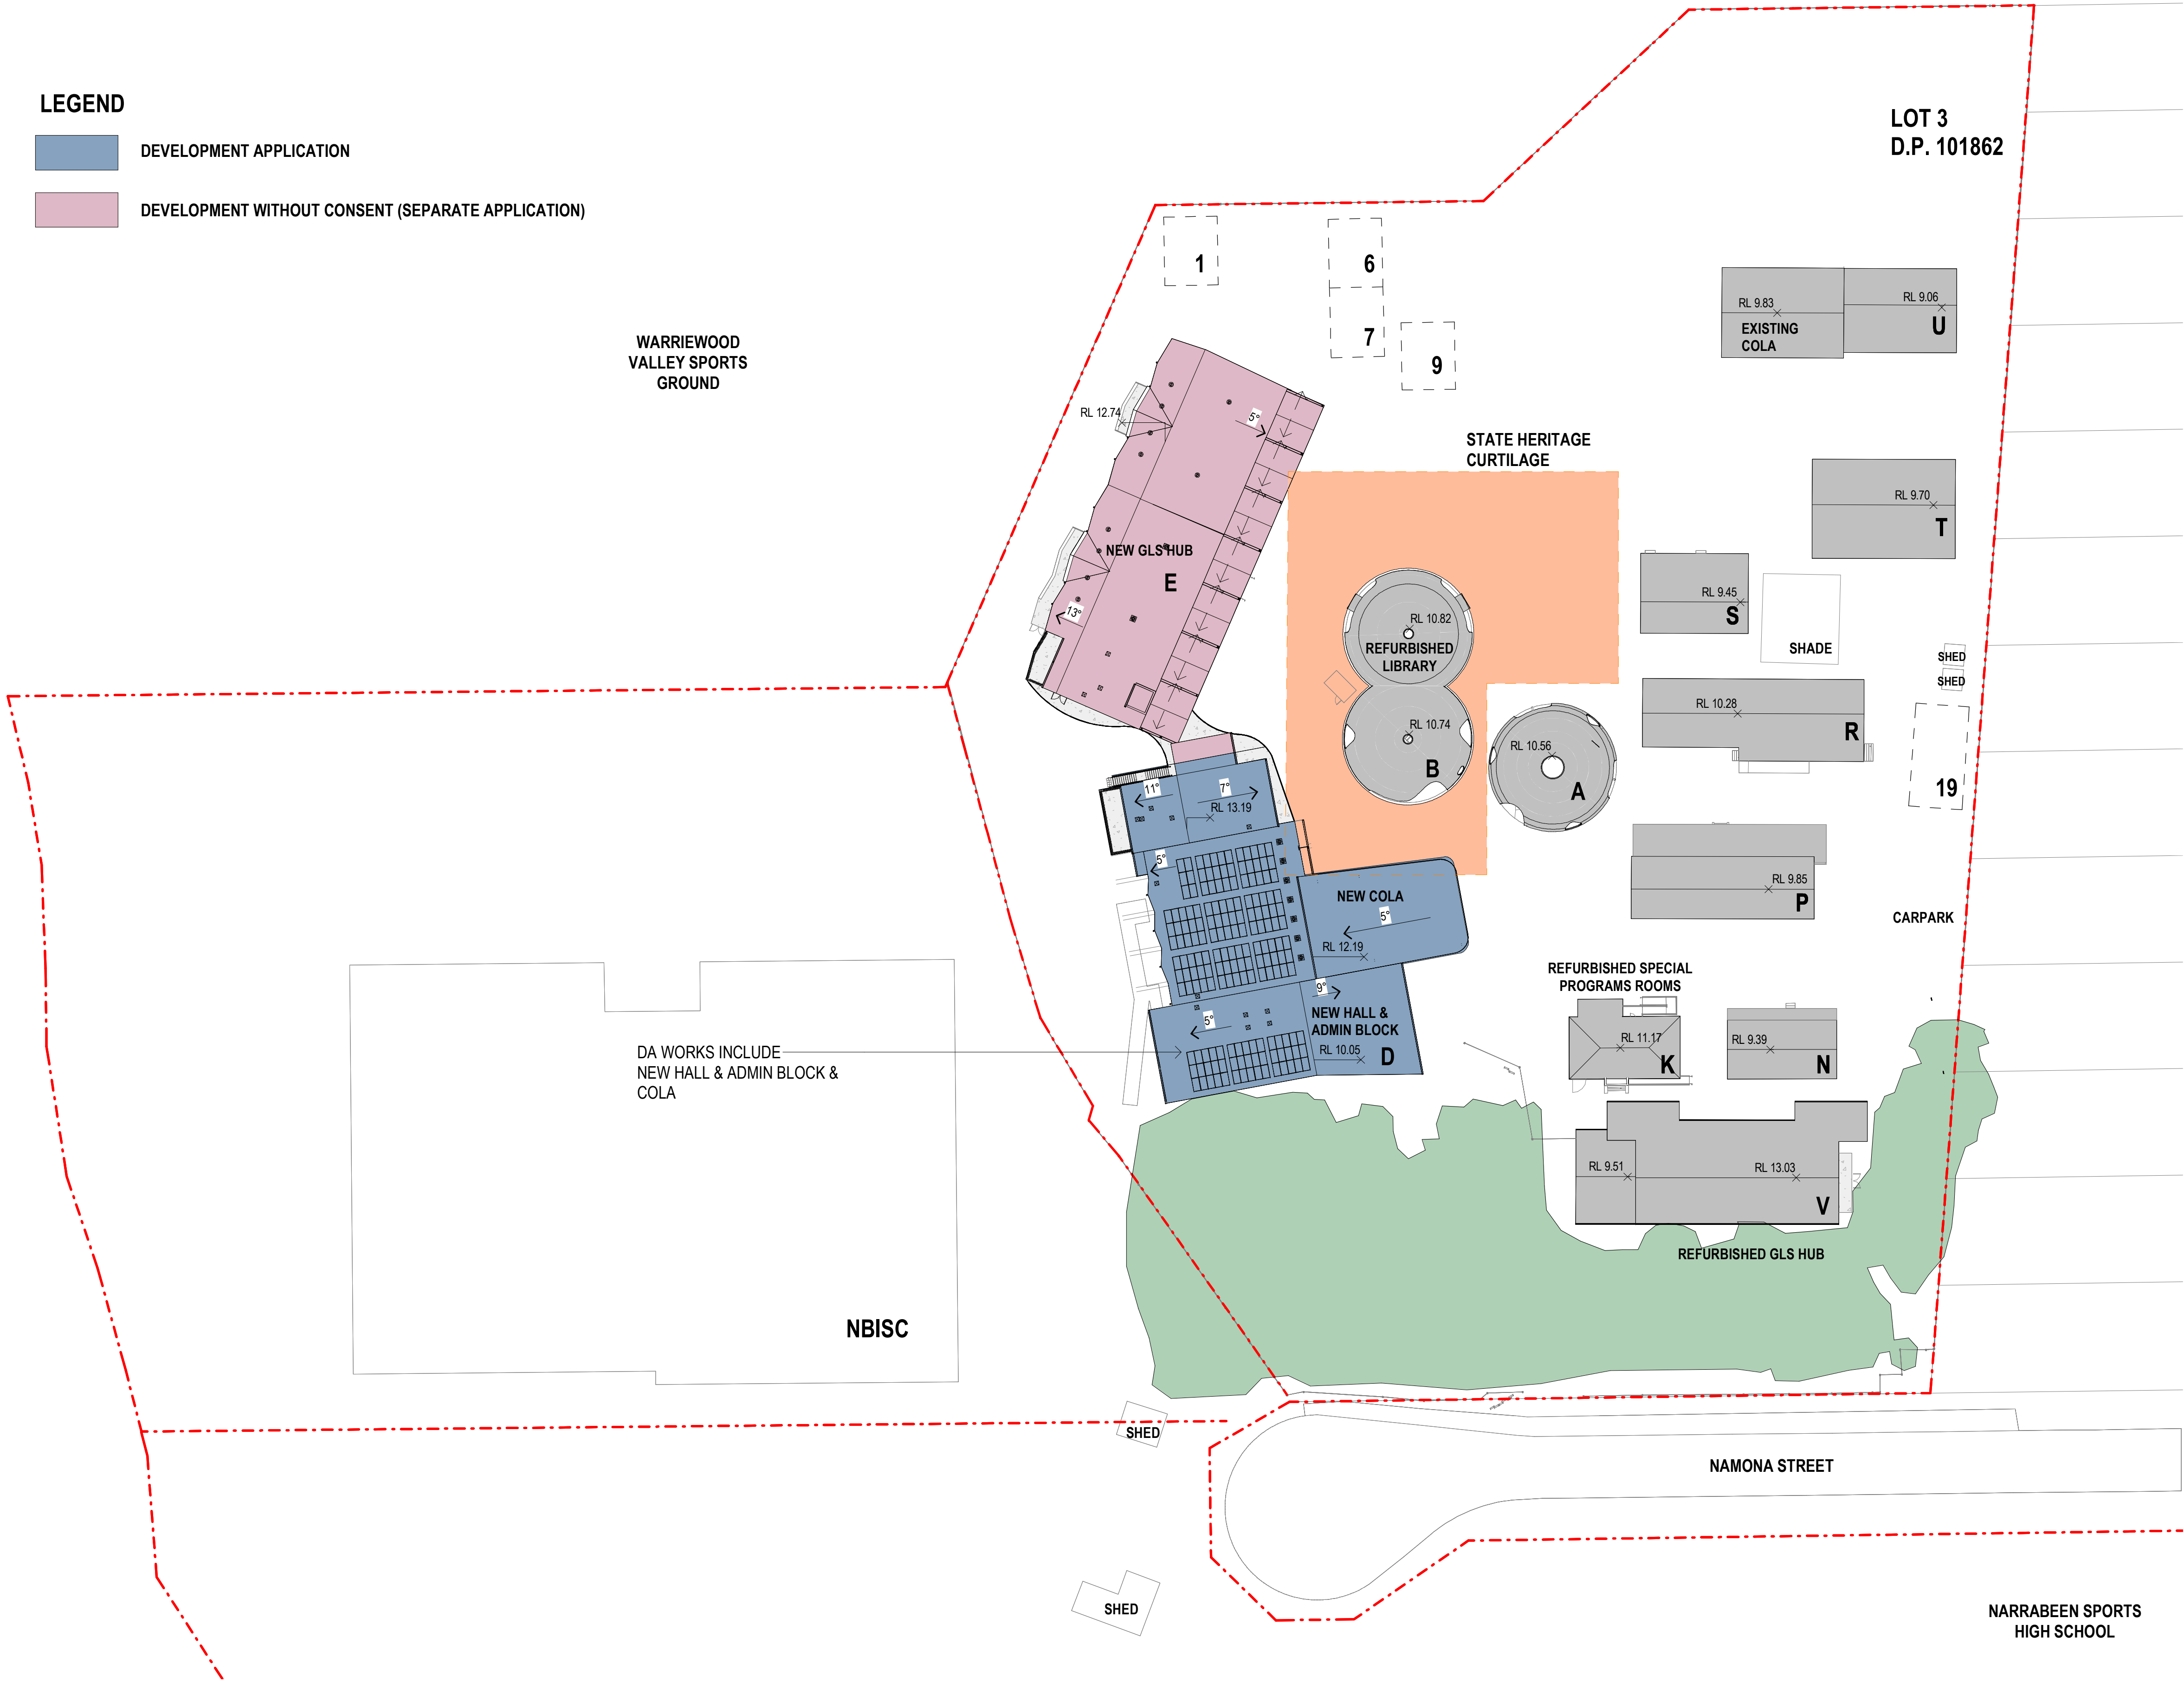 LEGEND
DEVELOPMENT APPLICATION
DEVELOPMENT WITHOUT CONSENT (SEPARATE APPLICATION)
LOT 3
D.P. 101862
1
6
7
9
WARRIEWOOD
VALLEY SPORTS
GROUND
RL 9.83
EXISTING
COLA
RL 9.06
U
RL 12.74
5°
STATE HERITAGE
CURTILAGE
RL 9.70
T
NEW GLS HUB
E
13°
RL 10.82
REFURBISHED
LIBRARY
RL 9.45
S
SHADE
SHED
SHED
RL 10.74
B
RL 10.56
A
RL 10.28
R
19
11°
7°
RL 13.19
5°
NEW COLA
5°
RL 12.19
RL 9.85
P
CARPARK
9°
5°
NEW HALL &
ADMIN BLOCK
RL 10.05
D
REFURBISHED SPECIAL
PROGRAMS ROOMS
RL 11.17
K
RL 9.39
N
DA WORKS INCLUDE
NEW HALL & ADMIN BLOCK &
COLA
RL 9.51
RL 13.03
V
REFURBISHED GLS HUB
NBISC
SHED
NAMONA STREET
SHED
NARRABEEN SPORTS
HIGH SCHOOL